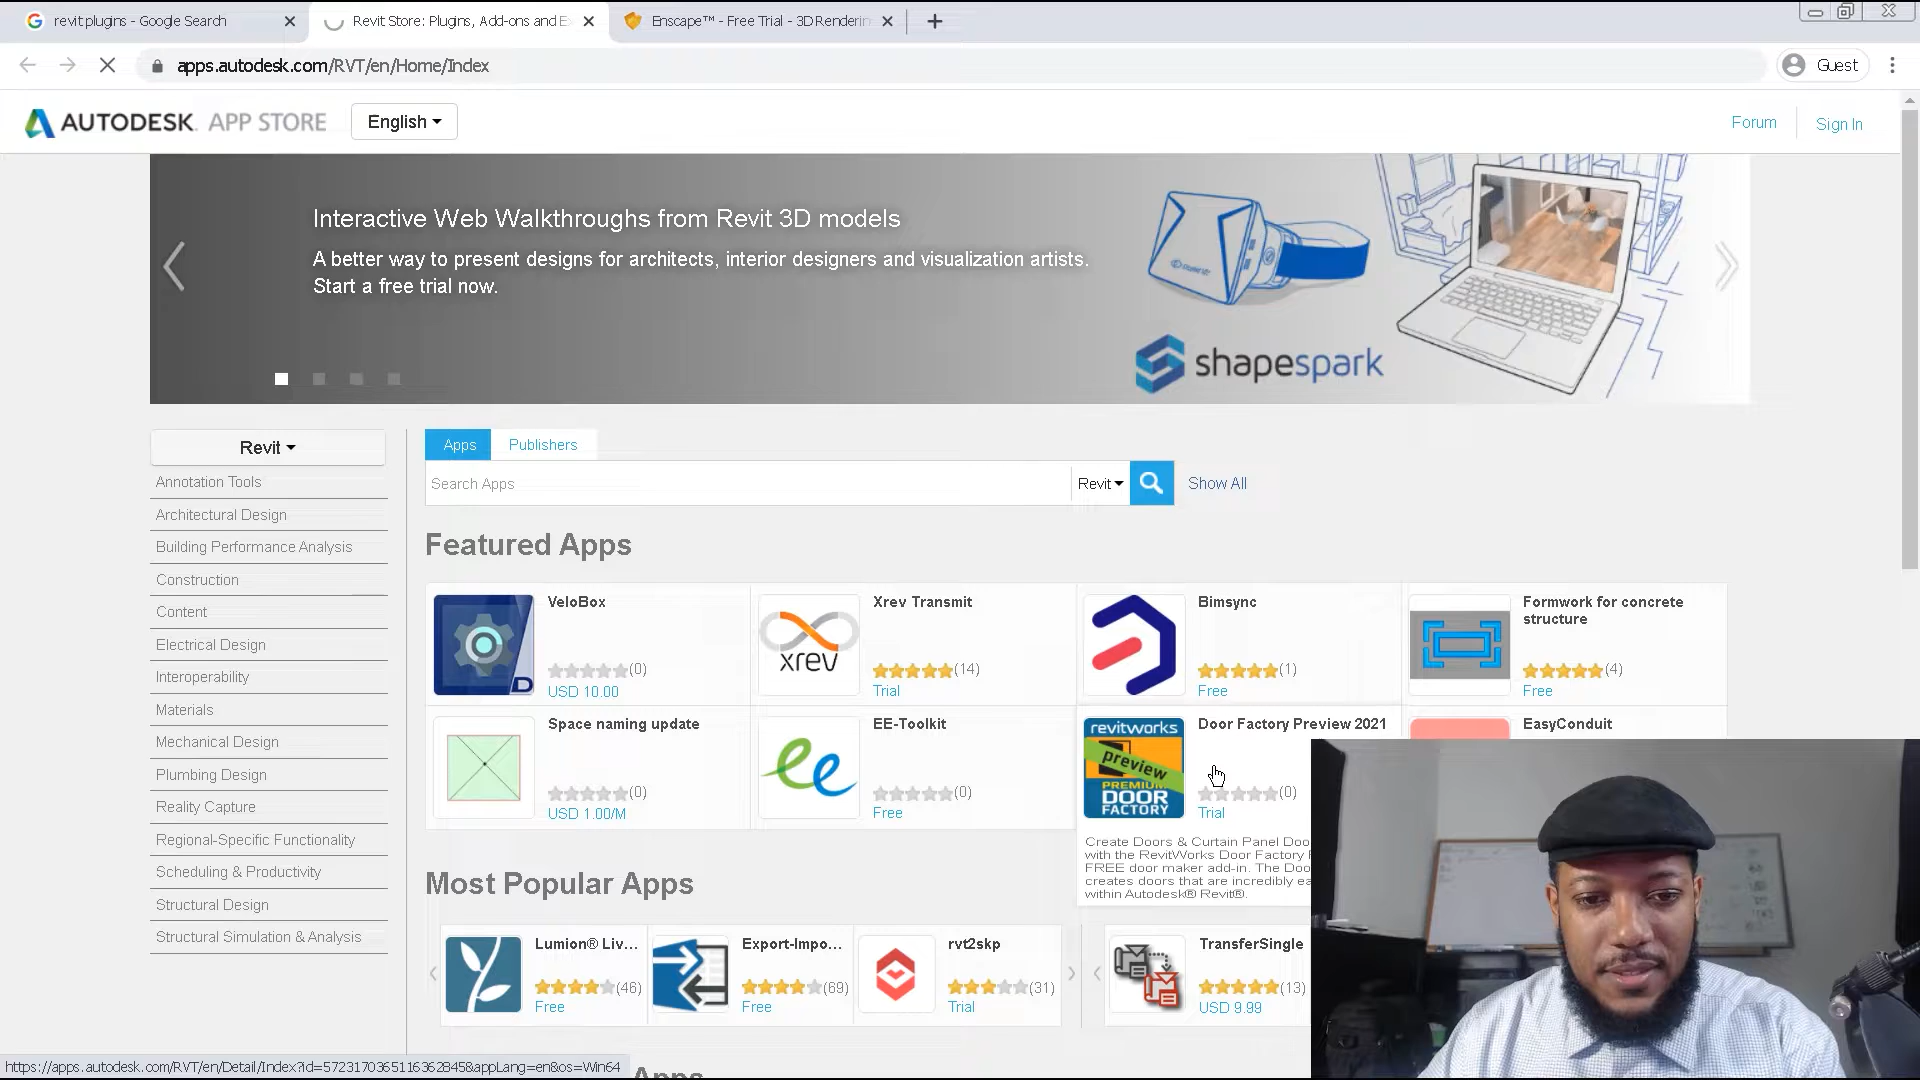 revit plugins - Google Search
Revit Store: Plugins, Add-ons and E
Enscape™ - Free Trial - 3D Renderin
apps.autodesk.com/RVT/en/Home/Index
Guest
AUTODESK. APP STORE
English
Forum
Sign In
Interactive Web Walkthroughs from Revit 3D models
A better way to present designs for architects, interior designers and visualization artists.
Start a free trial now.
shapespark
Revit
Annotation Tools
Architectural Design
Building Performance Analysis
Construction
Content
Electrical Design
Interoperability
Materials
Mechanical Design
Plumbing Design
Reality Capture
Regional-Specific Functionality
Scheduling & Productivity
Structural Design
Structural Simulation & Analysis
Apps
Publishers
Search Apps
Revit
Show All
Featured Apps
VeloBox
(0)
USD 10.00
xrev
Xrev Transmit
(14)
Trial
Bimsync
(1)
Free
Formwork for concrete
structure
(4)
Free
Space naming update
(0)
USD 1.00/M
ee
EE-Toolkit
(0)
Free
revitworks
preview
PREMIUM
DOOR
FACTORY
Door Factory Preview 2021
(0)
Trial
Create Doors & Curtain Panel Doo
with the RevitWorks Door Factory
FREE door maker add-in. The Doo
creates doors that are incredibly ea
within Autodesk® Revit®.
EasyConduit
Most Popular Apps
Lumion® Liv...
(46)
Free
Export-Impo...
(69)
Free
rvt2skp
(31)
Trial
TransferSingle
(13)
USD 9.99
Apps
https://apps.autodesk.com/RVT/en/Detail/Index?id=5723170365116362845&appLang=en&os=Win64